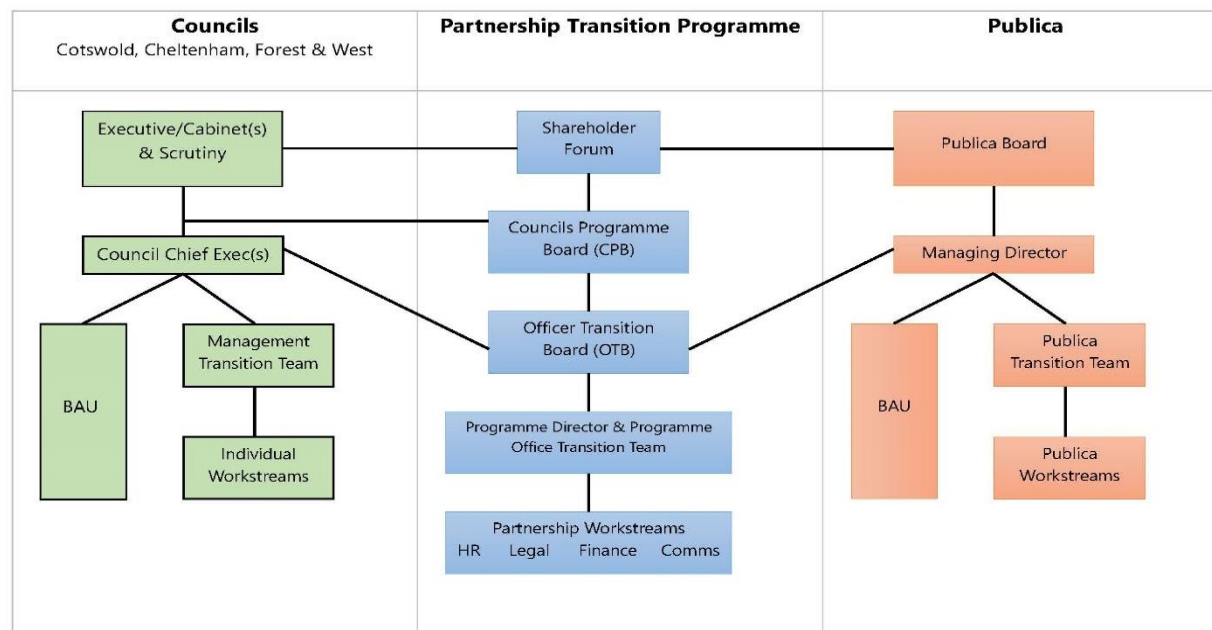 Councils
Cotswold, Cheltenham, Forest & West
Partnership Transition Programme
Publica
Executive/Cabinet(s)
& Scrutiny
Council Chief Exec(s)
BAU
Management
Transition Team
Individual
Workstreams
Shareholder
Forum
Councils Programme
Board (CPB)
Officer Transition
Board (OTB)
Programme Director & Programme
Office Transition Team
Partnership Workstreams
HR Legal Finance Comms
Publica Board
Managing Director
BAU
Publica
Transition Team
Publica
Workstreams